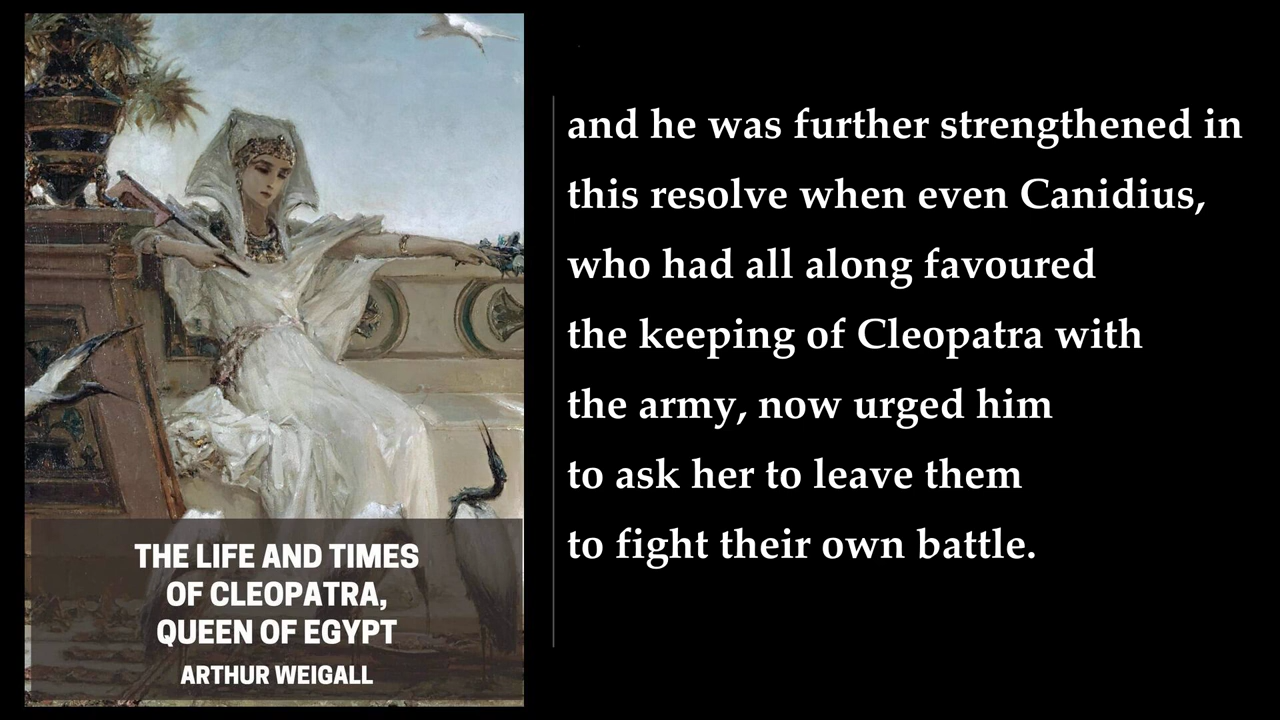 THE LIFE AND TIMES
OF CLEOPATRA,
QUEEN OF EGYPT
ARTHUR WEIGALL
and he was further strengthened in
this resolve when even Canidius,
who had all along favoured
the keeping of Cleopatra with
the army, now urged him
to ask her to leave them
to fight their own battle.